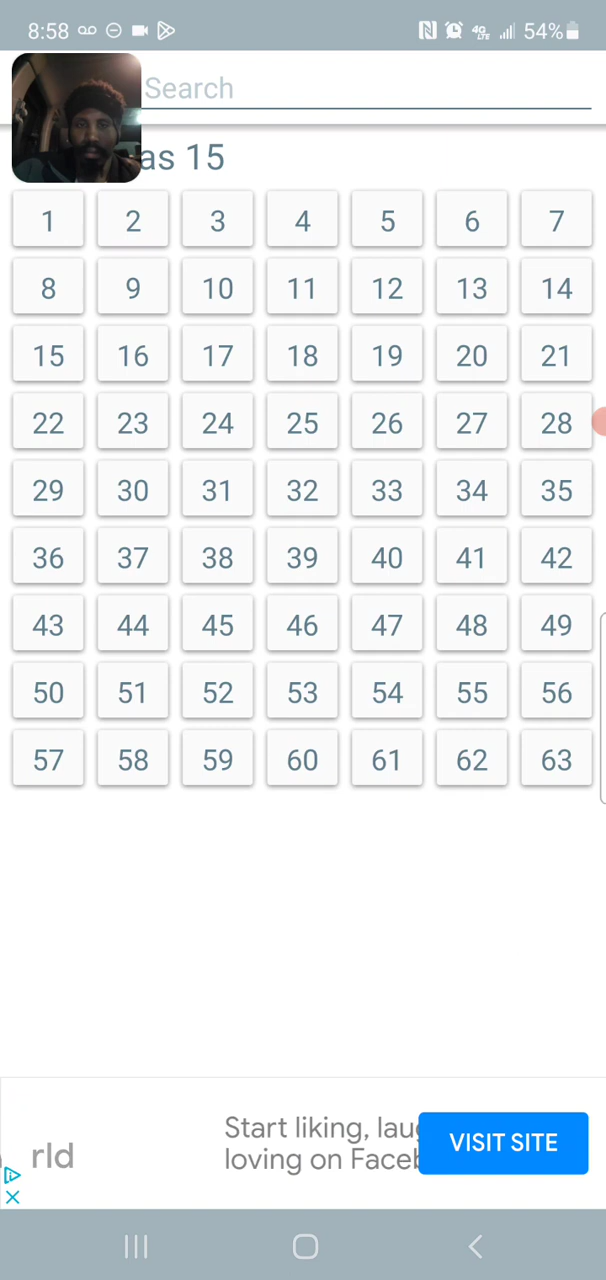 8:58 4G LTE 54%
Search
as 15
1 2 3 4 5 6 7
8 9 10 11 12 13 14
15 16 17 18 19 20 21
22 23 24 25 26 27 28
29 30 31 32 33 34 35
36 37 38 39 40 41 42
43 44 45 46 47 48 49
50 51 52 53 54 55 56
57 58 59 60 61 62 63
Start liking, lau
rld
loving on Faceb
VISIT SITE